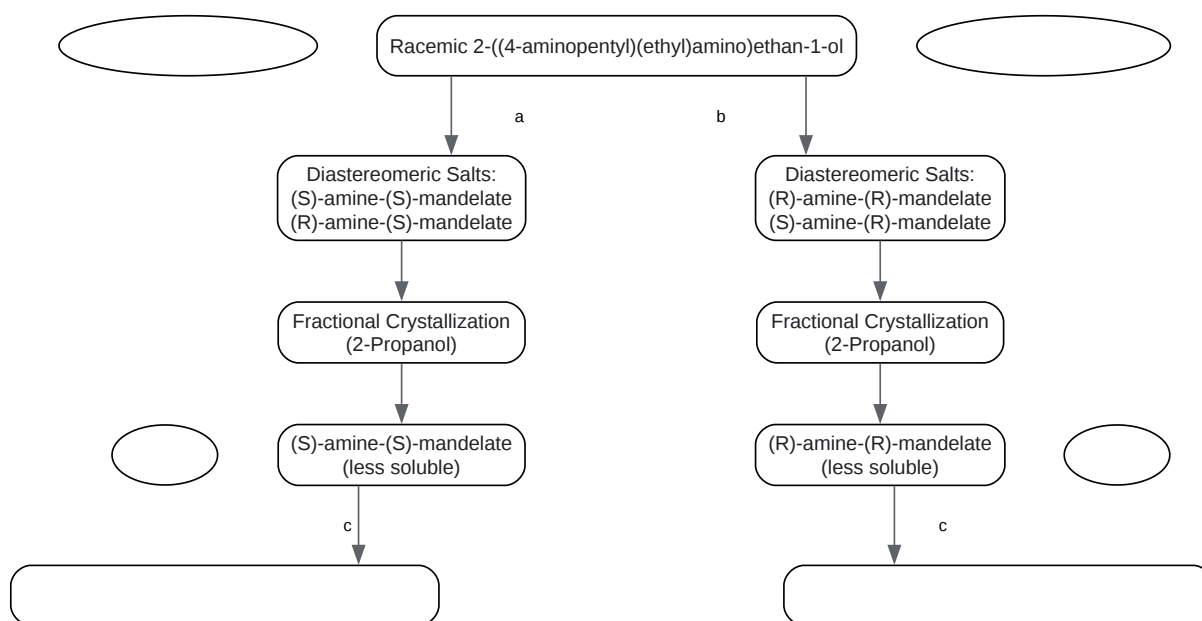 Racemic 2-((4-aminopentyl)(ethyl)amino)ethan-1-ol
a
b
Diastereomeric Salts:
(S)-amine-(S)-mandelate
(R)-amine-(S)-mandelate
Diastereomeric Salts:
(R)-amine-(R)-mandelate
(S)-amine-(R)-mandelate
Fractional Crystallization
(2-Propanol)
Fractional Crystallization
(2-Propanol)
(S)-amine-(S)-mandelate
(less soluble)
(R)-amine-(R)-mandelate
(less soluble)
c
c